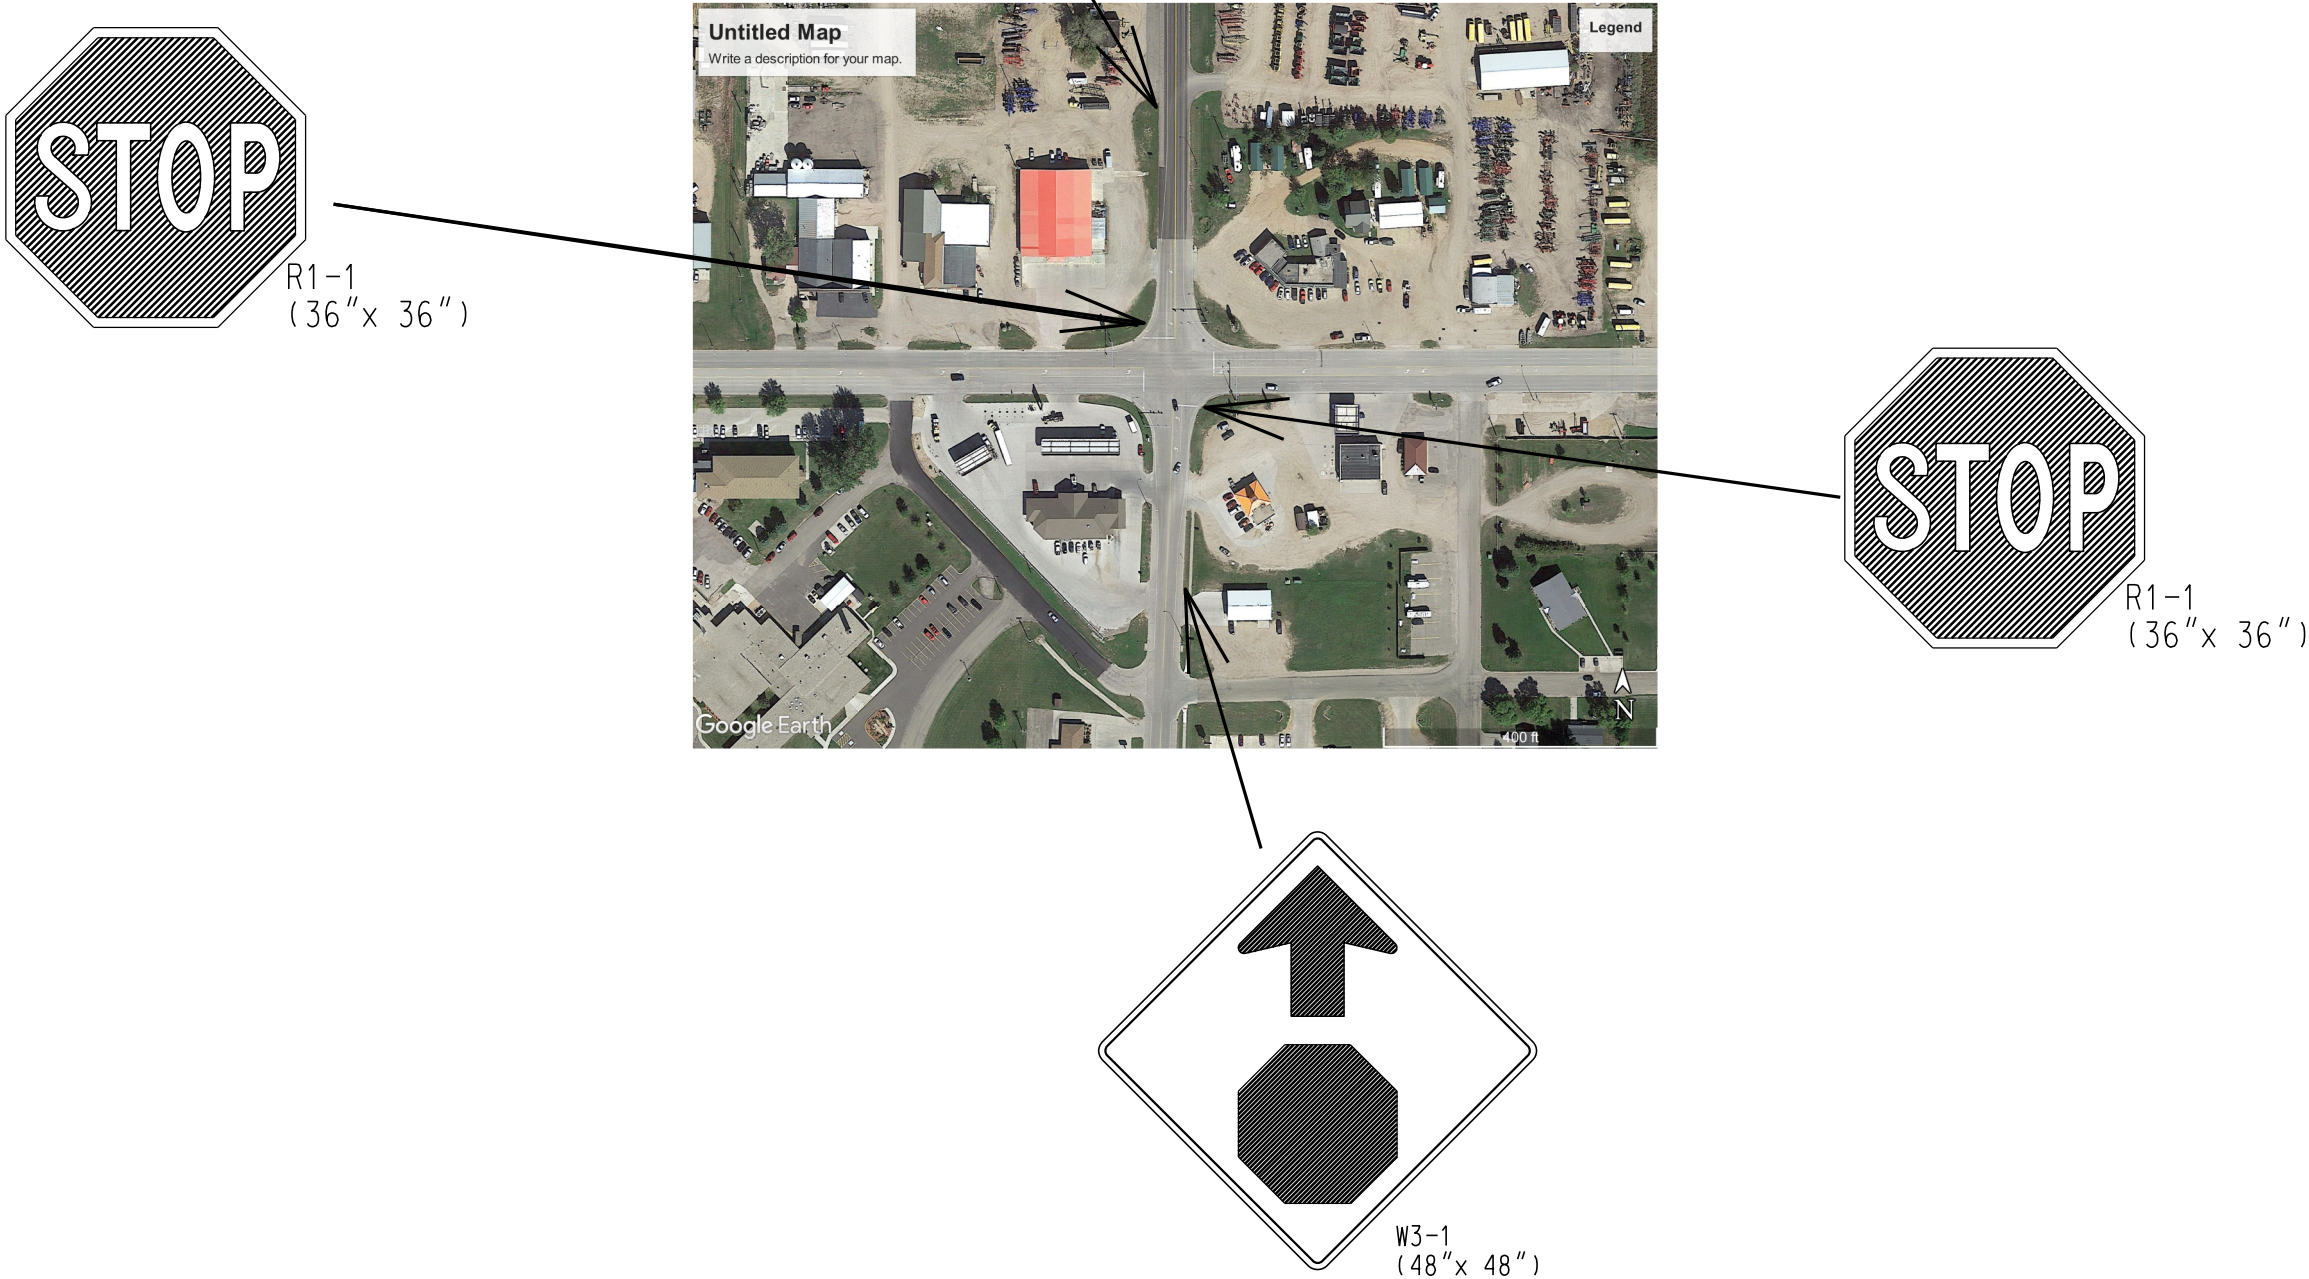 Untitled Map
Write a description for your map.
Legend
STOP
R1-1
(36"x 36")
STOP
R1-1
(36"x 36")
N
Google Earth
400 ft
W3-1
(48"x 48")